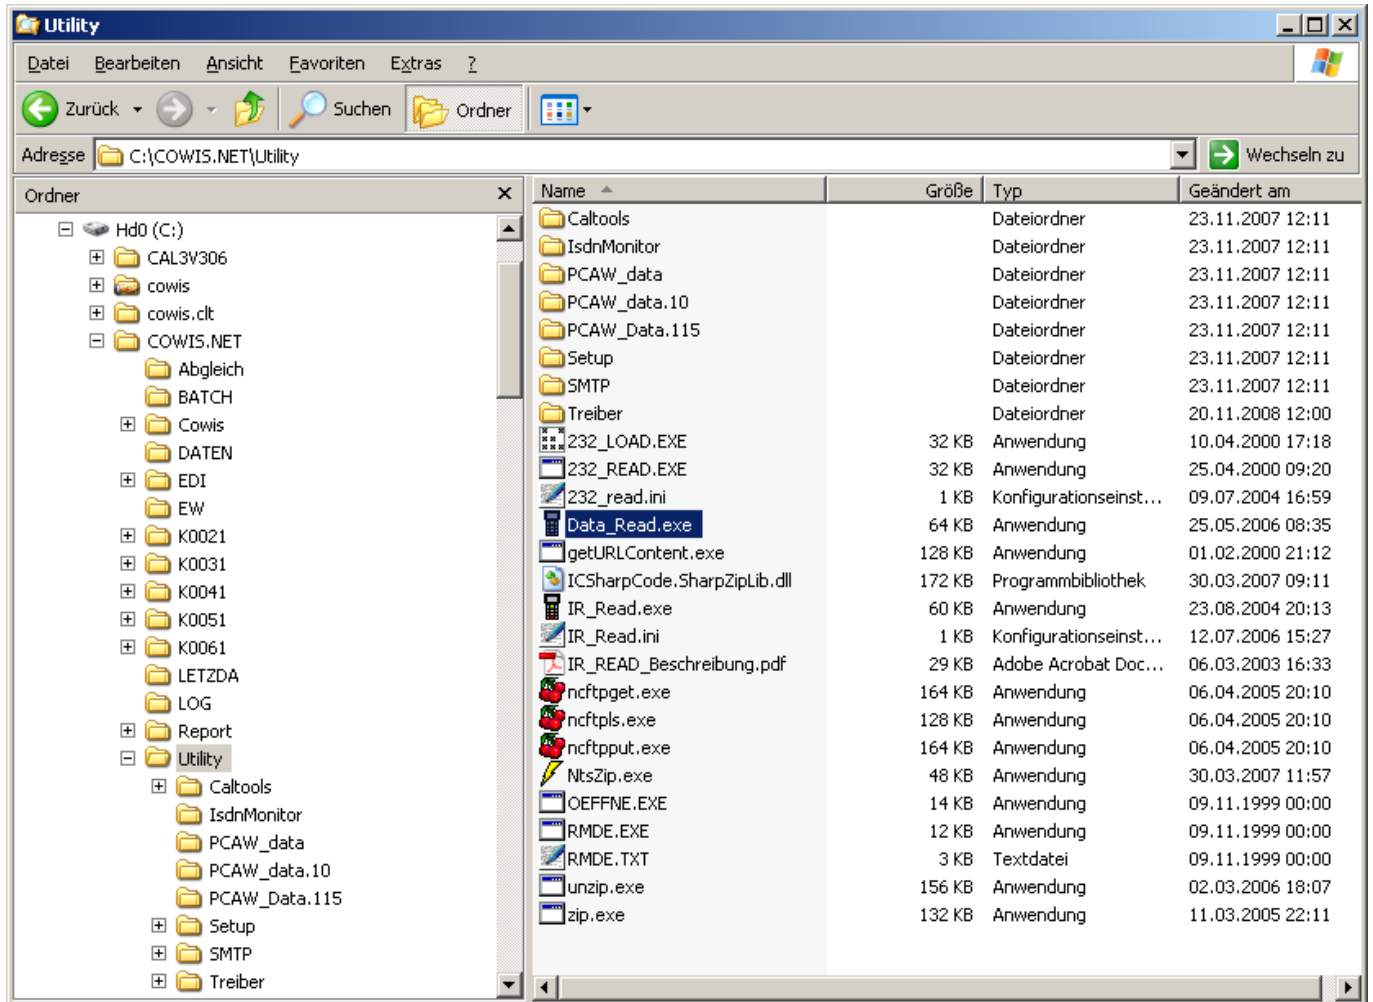 Utility
Datei Bearbeiten Ansicht Favoriten Extras ?
Zurück Suchen Ordner
Adresse C:\COWIS.NET\Utility Wechseln zu
Ordner
Hd0 (C:)
CAL3V306
cowis
cowis.clt
COWIS.NET
Abgleich
BATCH
Cowis
DATEN
EDI
EW
K0021
K0031
K0041
K0051
K0061
LETZDA
LOG
Report
Utility
Caltools
IsdnMonitor
PCAW_data
PCAW_data.10
PCAW_Data.115
Setup
SMTP
Treiber
Name Größe Typ Geändert am
Caltools Dateiordner 23.11.2007 12:11
IsdnMonitor Dateiordner 23.11.2007 12:11
PCAW_data Dateiordner 23.11.2007 12:11
PCAW_data.10 Dateiordner 23.11.2007 12:11
PCAW_Data.115 Dateiordner 23.11.2007 12:11
Setup Dateiordner 23.11.2007 12:11
SMTP Dateiordner 23.11.2007 12:11
Treiber Dateiordner 20.11.2008 12:00
232_LOAD.EXE 32 KB Anwendung 10.04.2000 17:18
232_READ.EXE 32 KB Anwendung 25.04.2000 09:20
232_read.ini 1 KB Konfigurationseinst... 09.07.2004 16:59
Data_Read.exe 64 KB Anwendung 25.05.2006 08:35
getURLContent.exe 128 KB Anwendung 01.02.2000 21:12
ICSharpCode.SharpZipLib.dll 172 KB Programmbibliothek 30.03.2007 09:11
IR_Read.exe 60 KB Anwendung 23.08.2004 20:13
IR_Read.ini 1 KB Konfigurationseinst... 12.07.2006 15:27
IR_READ_Beschreibung.pdf 29 KB Adobe Acrobat Doc... 06.03.2003 16:33
ncftpget.exe 164 KB Anwendung 06.04.2005 20:10
ncftpls.exe 128 KB Anwendung 06.04.2005 20:10
ncftpput.exe 164 KB Anwendung 06.04.2005 20:10
NtsZip.exe 48 KB Anwendung 30.03.2007 11:57
OEFFNE.EXE 14 KB Anwendung 09.11.1999 00:00
RMDE.EXE 12 KB Anwendung 09.11.1999 00:00
RMDE.TXT 3 KB Textdatei 09.11.1999 00:00
unzip.exe 156 KB Anwendung 02.03.2006 18:07
zip.exe 132 KB Anwendung 11.03.2005 22:11